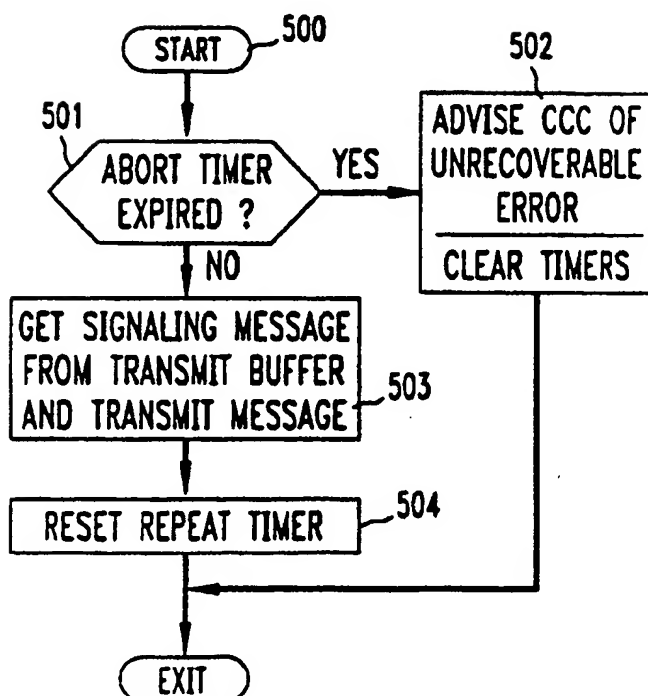 START
500
501
ABORT TIMER
EXPIRED ?
YES
502
ADVISE CCC OF
UNRECOVERABLE
ERROR
CLEAR TIMERS
NO
GET SIGNALING MESSAGE
FROM TRANSMIT BUFFER
AND TRANSMIT MESSAGE
503
RESET REPEAT TIMER
504
EXIT